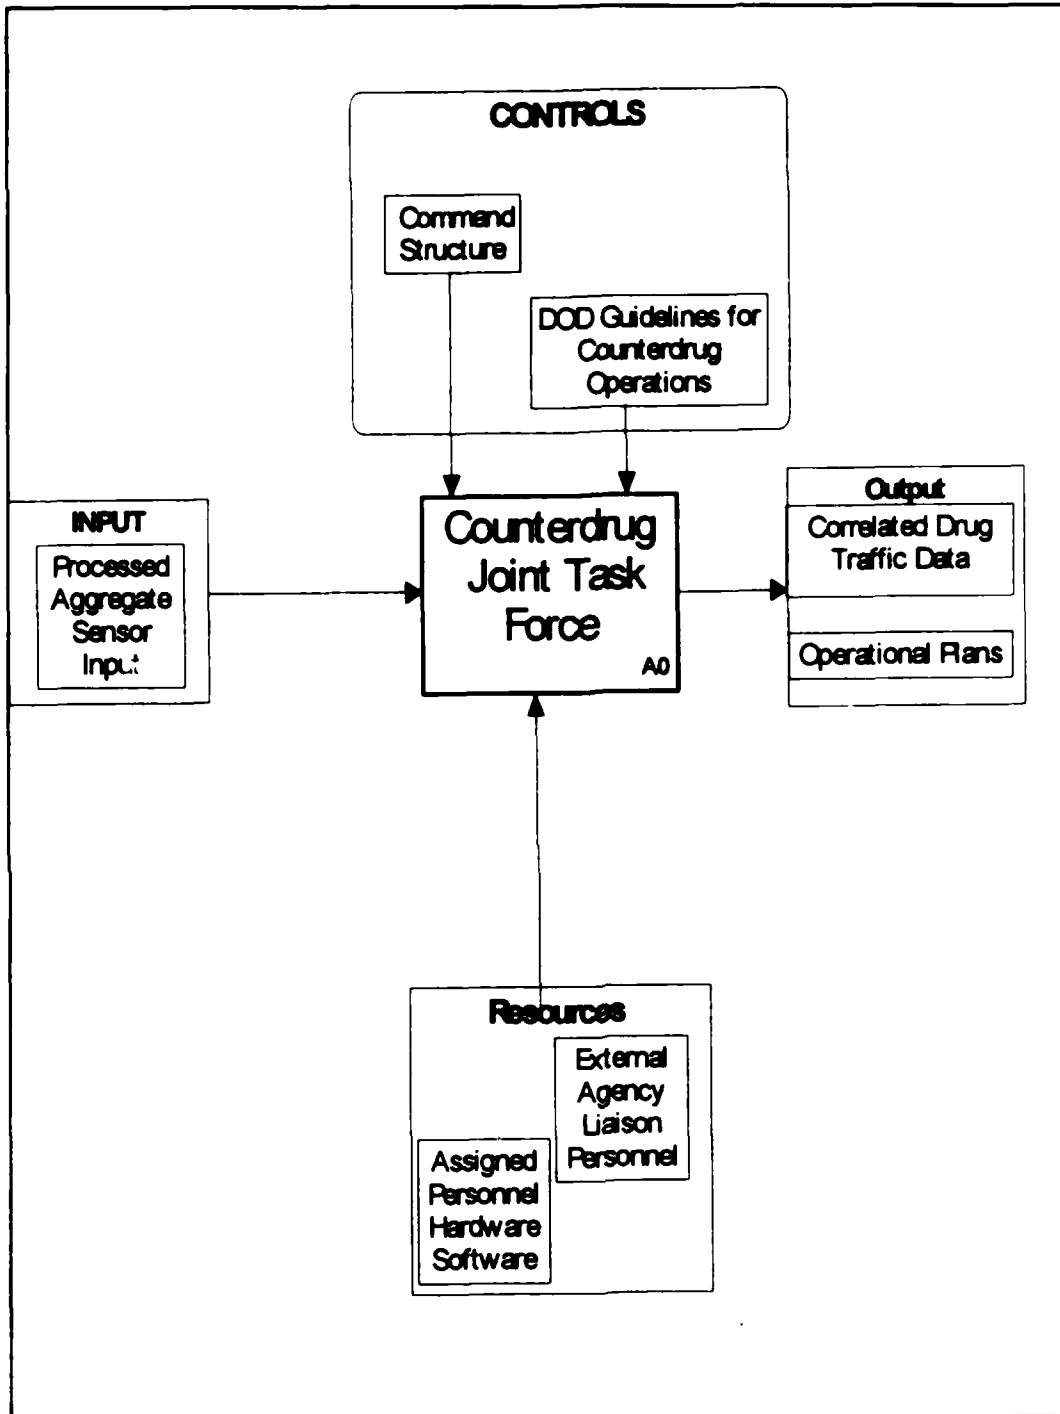 CONTROLS
Command
Structure
DOD Guidelines for
Counterdrug
Operations
INPUT
Processed
Aggregate
Sensor
Input
Counterdrug
Joint Task
Force
A0
Output
Correlated Drug
Traffic Data
Operational Plans
Resources
External
Agency
Liaison
Personnel
Assigned
Personnel
Hardware
Software